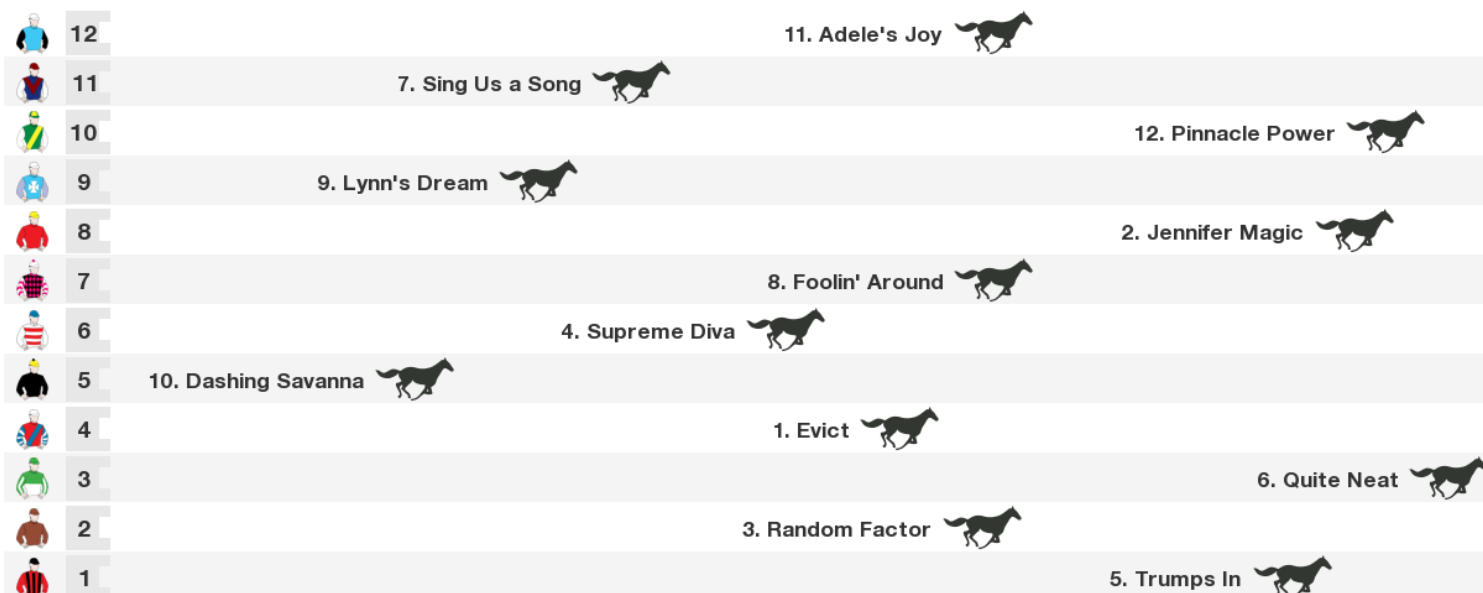 12 11. Adele's Joy
11 7. Sing Us a Song
10 12. Pinnacle Power
9 9. Lynn's Dream
8 2. Jennifer Magic
7 8. Foolin' Around
6 4. Supreme Diva
5 10. Dashing Savanna
4 1. Evict
3 6. Quite Neat
2 3. Random Factor
1 5. Trumps In